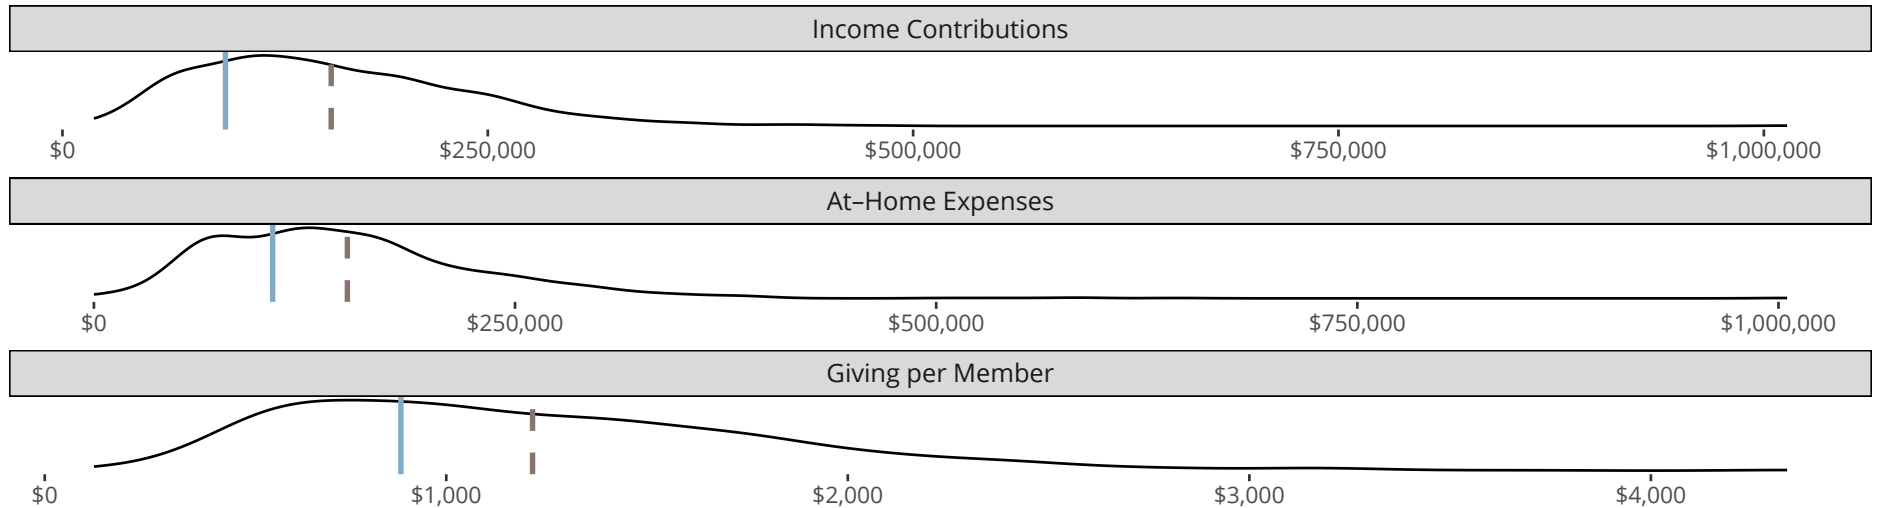 Income Contributions
$0 $250,000 $500,000 $750,000 $1,000,000
At–Home Expenses
$0 $250,000 $500,000 $750,000 $1,000,000
Giving per Member
$0 $1,000 $2,000 $3,000 $4,000